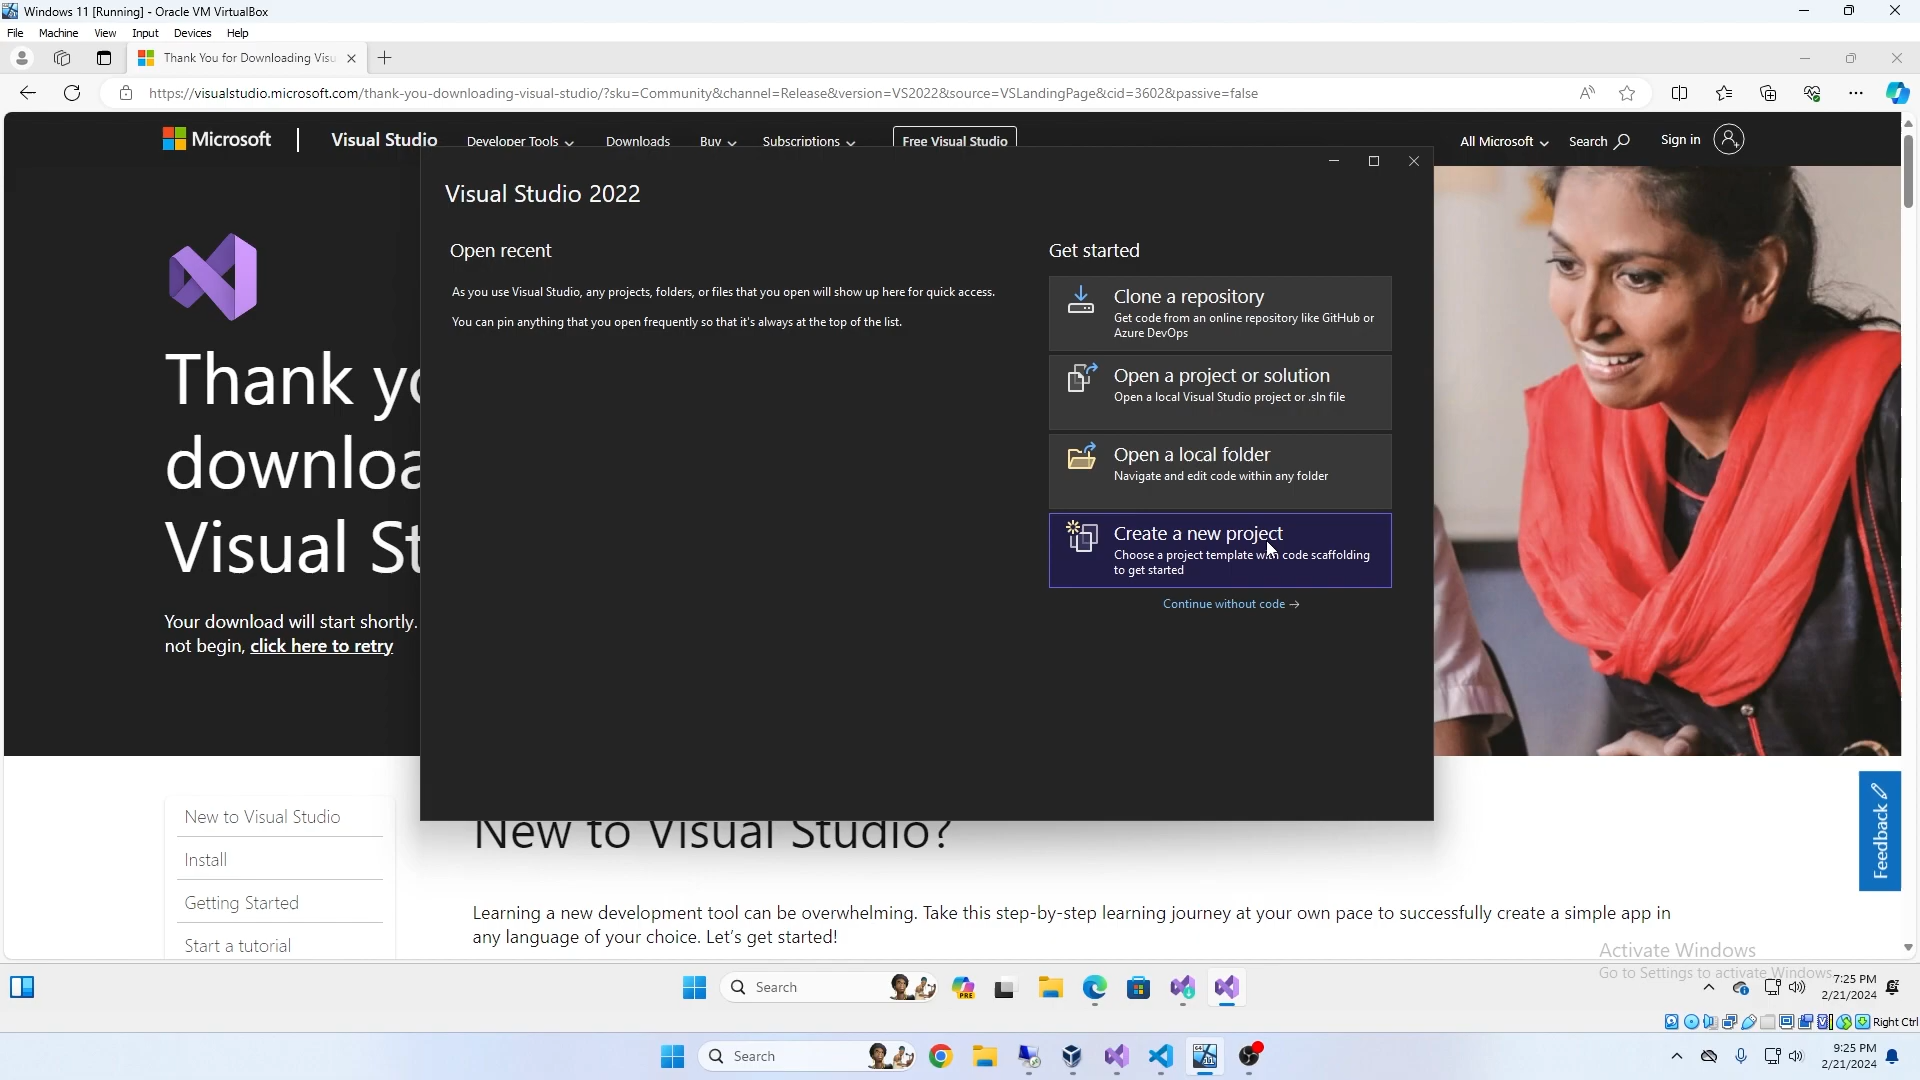 Windows 11 [Running] - Oracle VM VirtualBox
File Machine View Input Devices Help
Thank You for Downloading Visu
https://visualstudio.microsoft.com/thank-you-downloading-visual-studio/?sku=Community&channel=Release&version=VS2022&source=VSLandingPage&cid=3602&passive=false
Microsoft
Visual Studio
Developer Tools
Downloads
Buy
Subscriptions
Free Visual Studio
All Microsoft
Search
Sign in
Visual Studio 2022
Open recent
As you use Visual Studio, any projects, folders, or files that you open will show up here for quick access.
You can pin anything that you open frequently so that it's always at the top of the list.
Get started
Clone a repository
Get code from an online repository like GitHub or
Azure DevOps
Open a project or solution
Open a local Visual Studio project or .sln file
Open a local folder
Navigate and edit code within any folder
Create a new project
Choose a project template with code scaffolding
to get started
Continue without code →
Thank yo
downloa
Visual St
Your download will start shortly.
not begin, click here to retry
New to Visual Studio
Install
Getting Started
Start a tutorial
New to Visual Studio?
Learning a new development tool can be overwhelming. Take this step-by-step learning journey at your own pace to successfully create a simple app in
any language of your choice. Let's get started!
Feedback
Activate Windows
Go to Settings to activate Windows.
Search
PRE
7:25 PM
2/21/2024
Right Ctrl
Search
9:25 PM
2/21/2024